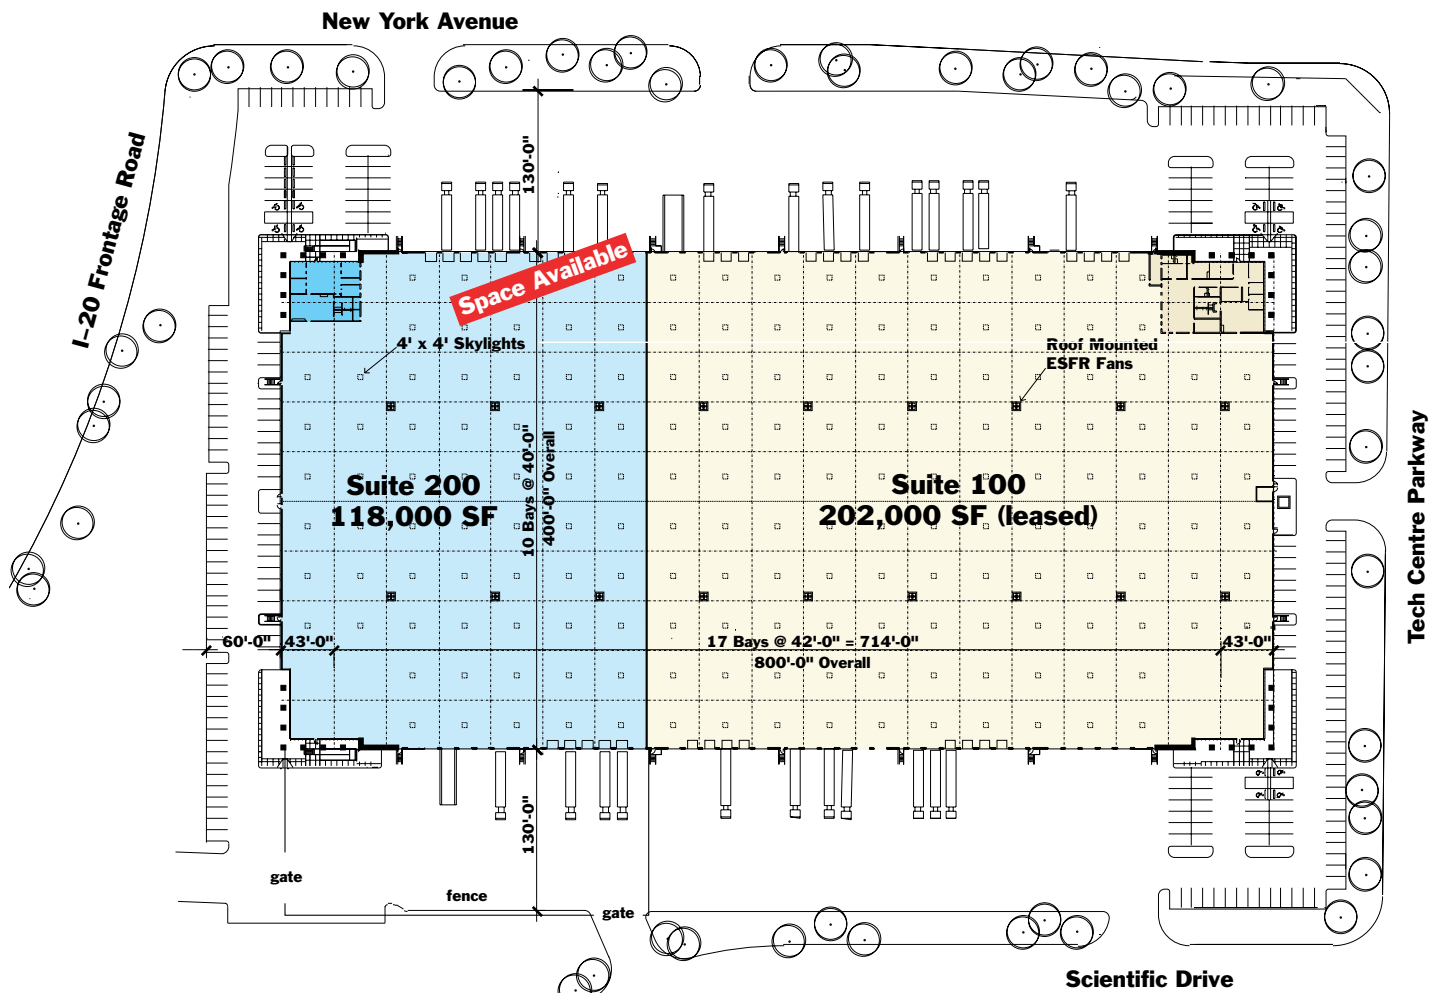 New York Avenue
I-20 Frontage Road
130'-0"
Space Available
4' x 4' Skylights
Roof Mounted
ESFR Fans
Suite 200
118,000 SF
10 Bays @ 40'-0"
400'-0" Overall
Suite 100
202,000 SF (leased)
Tech Centre Parkway
60'-0"
43'-0"
17 Bays @ 42'-0" = 714'-0"
800'-0" Overall
43'-0"
130'-0"
gate
fence
gate
Scientific Drive